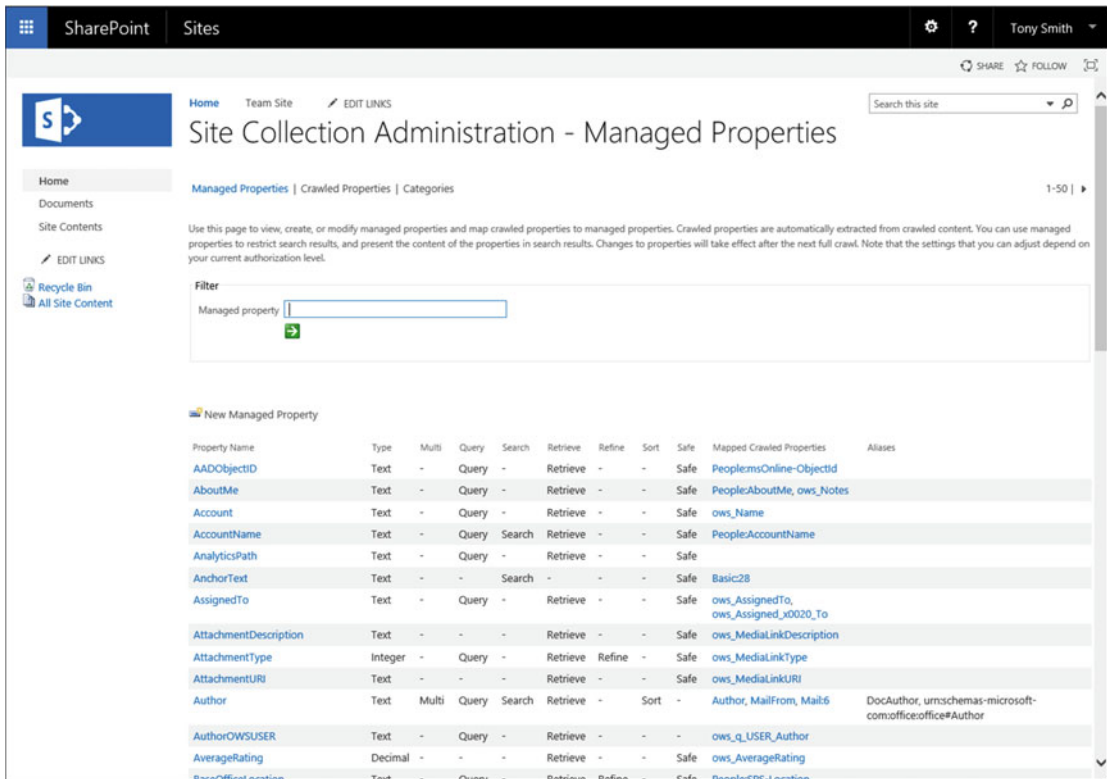 SharePoint Sites ? Tony Smith
SHARE FOLLOW
S
Home Team Site EDIT LINKS Search this site
Site Collection Administration - Managed Properties
Home
Documents
Site Contents
EDIT LINKS
Recycle Bin
All Site Content
Managed Properties | Crawled Properties | Categories 1-50 |
Use this page to view, create, or modify managed properties and map crawled properties to managed properties. Crawled properties are automatically extracted from crawled content. You can use managed
properties to restrict search results, and present the content of the properties in search results. Changes to properties will take effect after the next full crawl. Note that the settings that you can adjust depend on
your current authorization level.
Filter
Managed property
New Managed Property
Property Name Type Multi Query Search Retrieve Refine Sort Safe Mapped Crawled Properties Aliases
AADObjectID Text - Query - Retrieve - - Safe People:msOnline-ObjectId
AboutMe Text - Query - Retrieve - - Safe People:AboutMe, ows_Notes
Account Text - Query - Retrieve - - Safe ows_Name
AccountName Text - Query Search Retrieve - - Safe People:AccountName
AnalyticsPath Text - Query - Retrieve - - Safe
AnchorText Text - - Search - - - Safe Basic:28
AssignedTo Text - Query - Retrieve - - Safe ows_AssignedTo,
ows_Assigned_x0020_To
AttachmentDescription Text - - - Retrieve - - Safe ows_MediaLinkDescription
AttachmentType Integer - Query - Retrieve Refine - Safe ows_MediaLinkType
AttachmentURI Text - - - Retrieve - - Safe ows_MediaLinkURI
Author Text Multi Query Search Retrieve - Sort - Author, MailFrom, Mail:6 DocAuthor, urn:schemas-microsoft-
com:office:office#Author
AuthorOWSUSER Text - Query - Retrieve - - - ows_q_USER_Author
AverageRating Decimal - Query - Retrieve - - Safe ows_AverageRating
BaseOfficeLocation Text - Query - Retrieve Refine - Safe People:SPS-Location